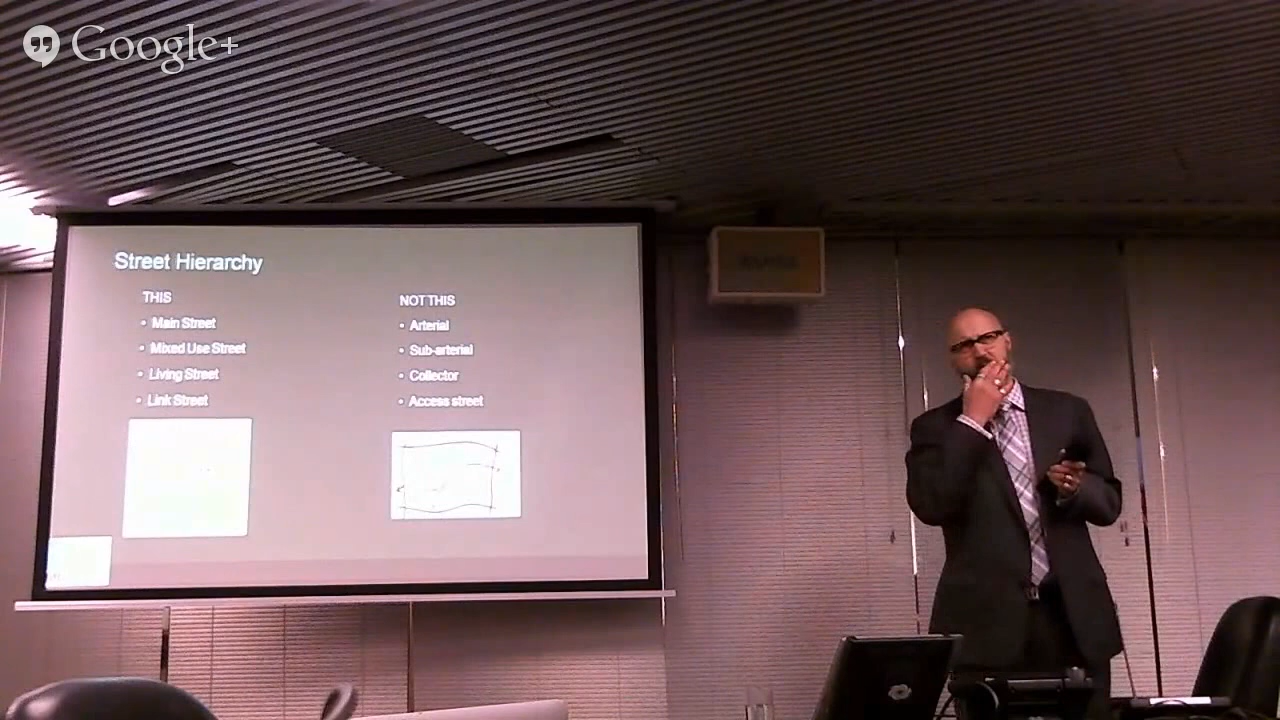 Google+
Street Hierarchy
THIS
• Main Street
• Mixed Use Street
• Living Street
• Link Street
NOT THIS
• Arterial
• Sub-arterial
• Collector
• Access street